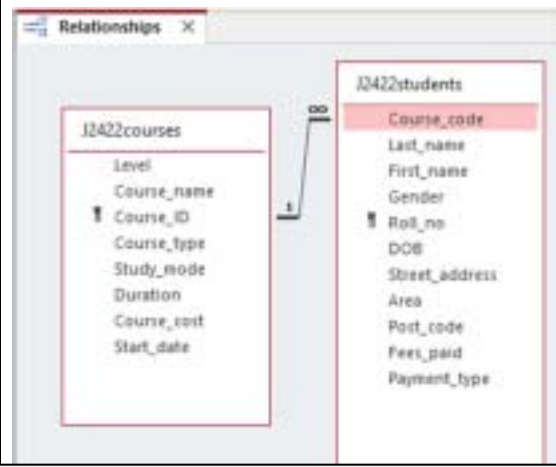 Relationships ×
J2422courses
Level
Course_name
Course_ID
Course_type
Study_mode
Duration
Course_cost
Start_date
1
∞
J2422students
Course_code
Last_name
First_name
Gender
Roll_no
DOB
Street_address
Area
Post_code
Fees_paid
Payment_type